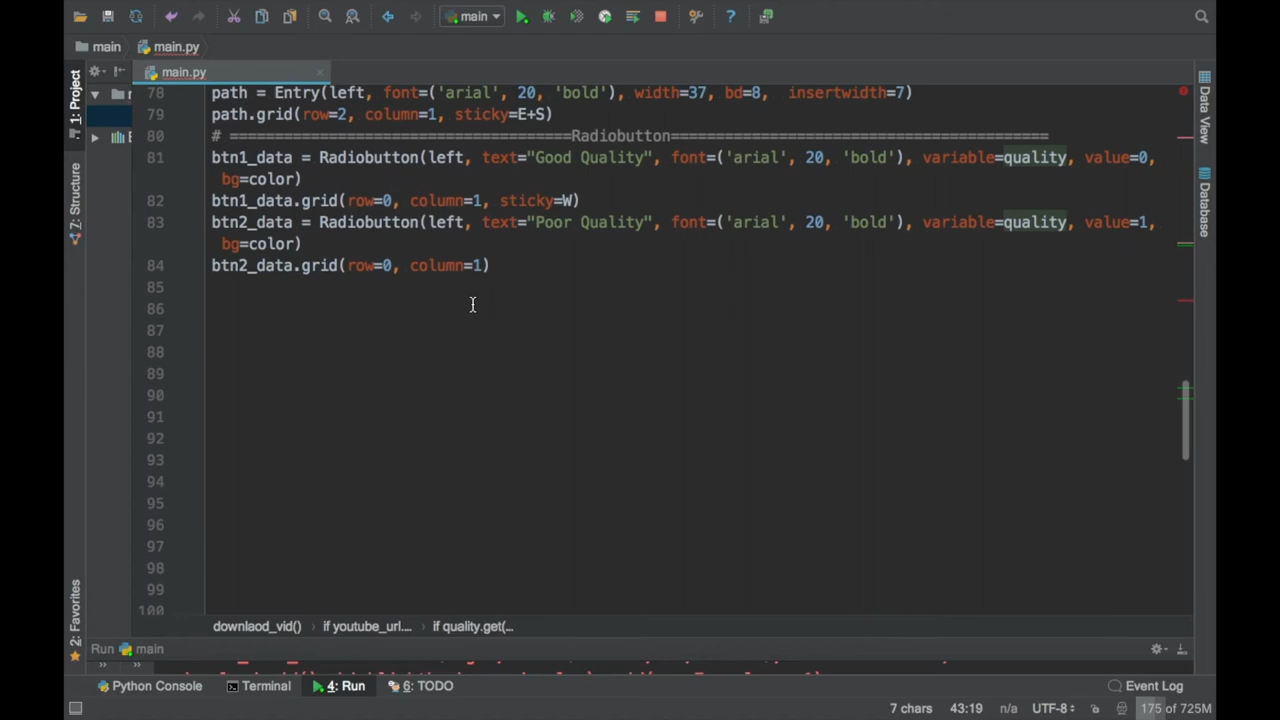 main
main
main.py
main.py
1: Project
7: Structure
2: Favorites
Data View
Database
78 path = Entry(left, font=('arial', 20, 'bold'), width=37, bd=8, insertwidth=7)
79 path.grid(row=2, column=1, sticky=E+S)
80 # ======================================Radiobutton==========================================
81 btn1_data = Radiobutton(left, text="Good Quality", font=('arial', 20, 'bold'), variable=quality, value=0,
bg=color)
82 btn1_data.grid(row=0, column=1, sticky=W)
83 btn2_data = Radiobutton(left, text="Poor Quality", font=('arial', 20, 'bold'), variable=quality, value=1,
bg=color)
84 btn2_data.grid(row=0, column=1)
85
86
87
88
89
90
91
92
93
94
95
96
97
98
99
100
downlaod_vid() if youtube_url.... if quality.get(...
Run main
Python Console Terminal 4: Run 6: TODO Event Log
7 chars 43:19 n/a UTF-8 175 of 725M